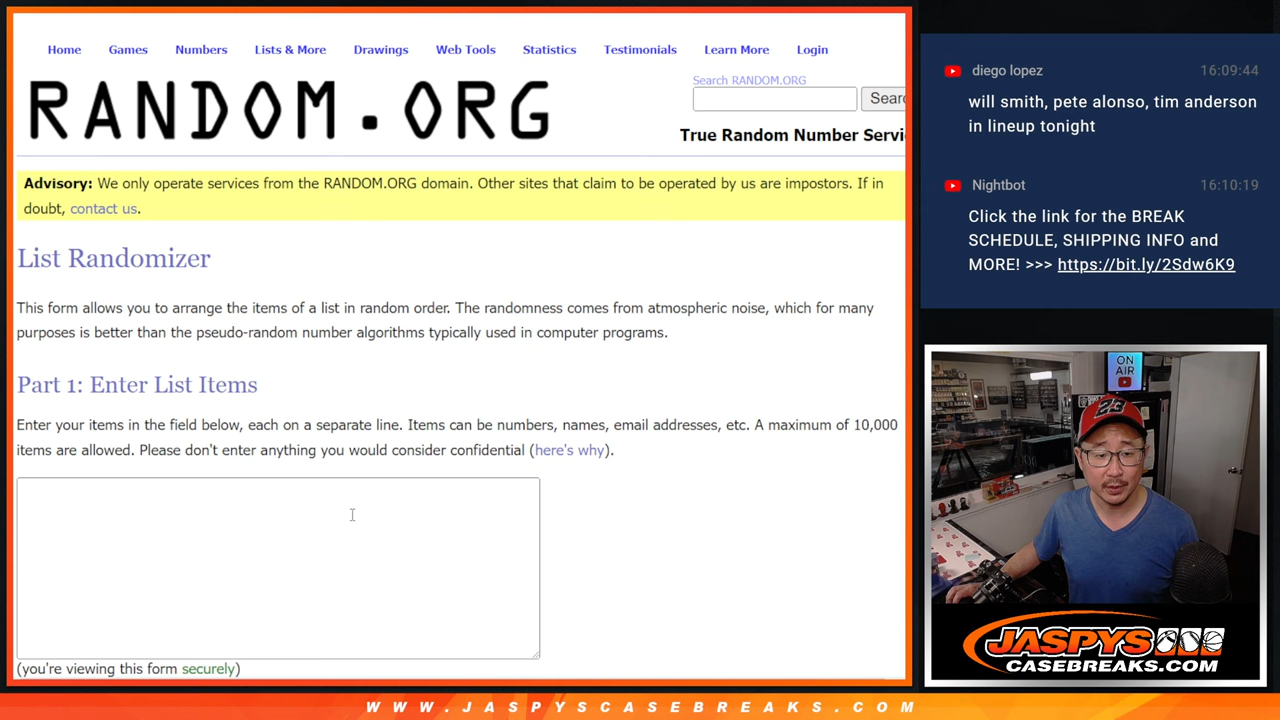 Home Games Numbers Lists & More Drawings Web Tools Statistics Testimonials Learn More Login
RANDOM.ORG
Search RANDOM.ORG
Sear
True Random Number Servi
Advisory: We only operate services from the RANDOM.ORG domain. Other sites that claim to be operated by us are impostors. If in
doubt, contact us.
List Randomizer
This form allows you to arrange the items of a list in random order. The randomness comes from atmospheric noise, which for many
purposes is better than the pseudo-random number algorithms typically used in computer programs.
Part 1: Enter List Items
Enter your items in the field below, each on a separate line. Items can be numbers, names, email addresses, etc. A maximum of 10,000
items are allowed. Please don't enter anything you would consider confidential (here's why).
(you're viewing this form securely)
diego lopez 16:09:44
will smith, pete alonso, tim anderson
in lineup tonight
Nightbot 16:10:19
Click the link for the BREAK
SCHEDULE, SHIPPING INFO and
MORE! >>> https://bit.ly/2Sdw6K9
ON
AIR
23
JASPYS
CASEBREAKS.COM
WWW.JASPYSCASEBREAKS.COM